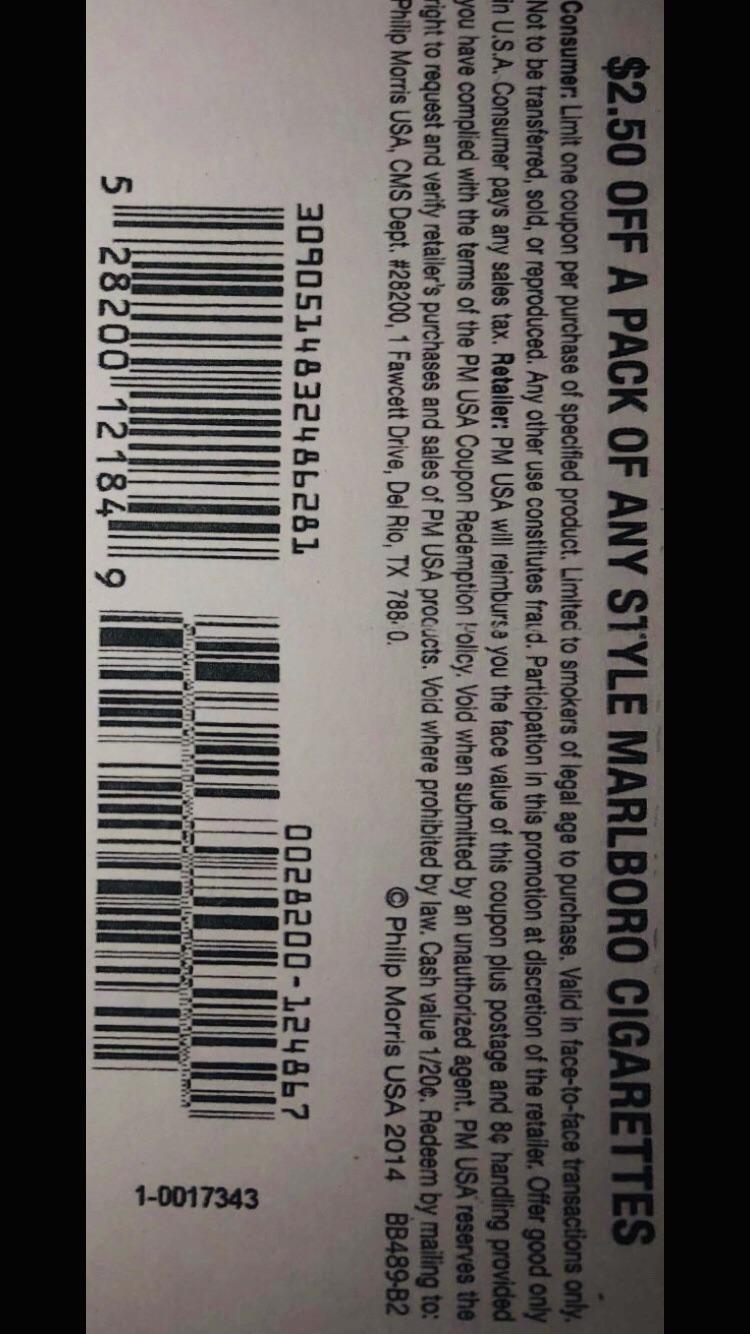 $2.50 OFF A PACK OF ANY STYLE MARLBORO CIGARETTES
Consumer: Limit one coupon per purchase of specified product. Limited to smokers of legal age to purchase. Valid in face-to-face transactions only.
Not to be transferred, sold, or reproduced. Any other use constitutes fraud. Participation in this promotion at discretion of the retailer. Offer good only
in U.S.A. Consumer pays any sales tax. Retailer: PM USA will reimburse you the face value of this coupon plus postage and 8¢ handling provided
you have complied with the terms of the PM USA Coupon Redemption Policy. Void when submitted by an unauthorized agent. PM USA reserves the
right to request and verify retailer's purchases and sales of PM USA products. Void where prohibited by law. Cash value 1/20¢. Redeem by mailing to:
Philip Morris USA, CMS Dept. #28200, 1 Fawcett Drive, Del Rio, TX
© Philip Morris USA 2014 BB489-B2
3090514832486281
0028200-124867
5 28200 12184 9
1-0017343